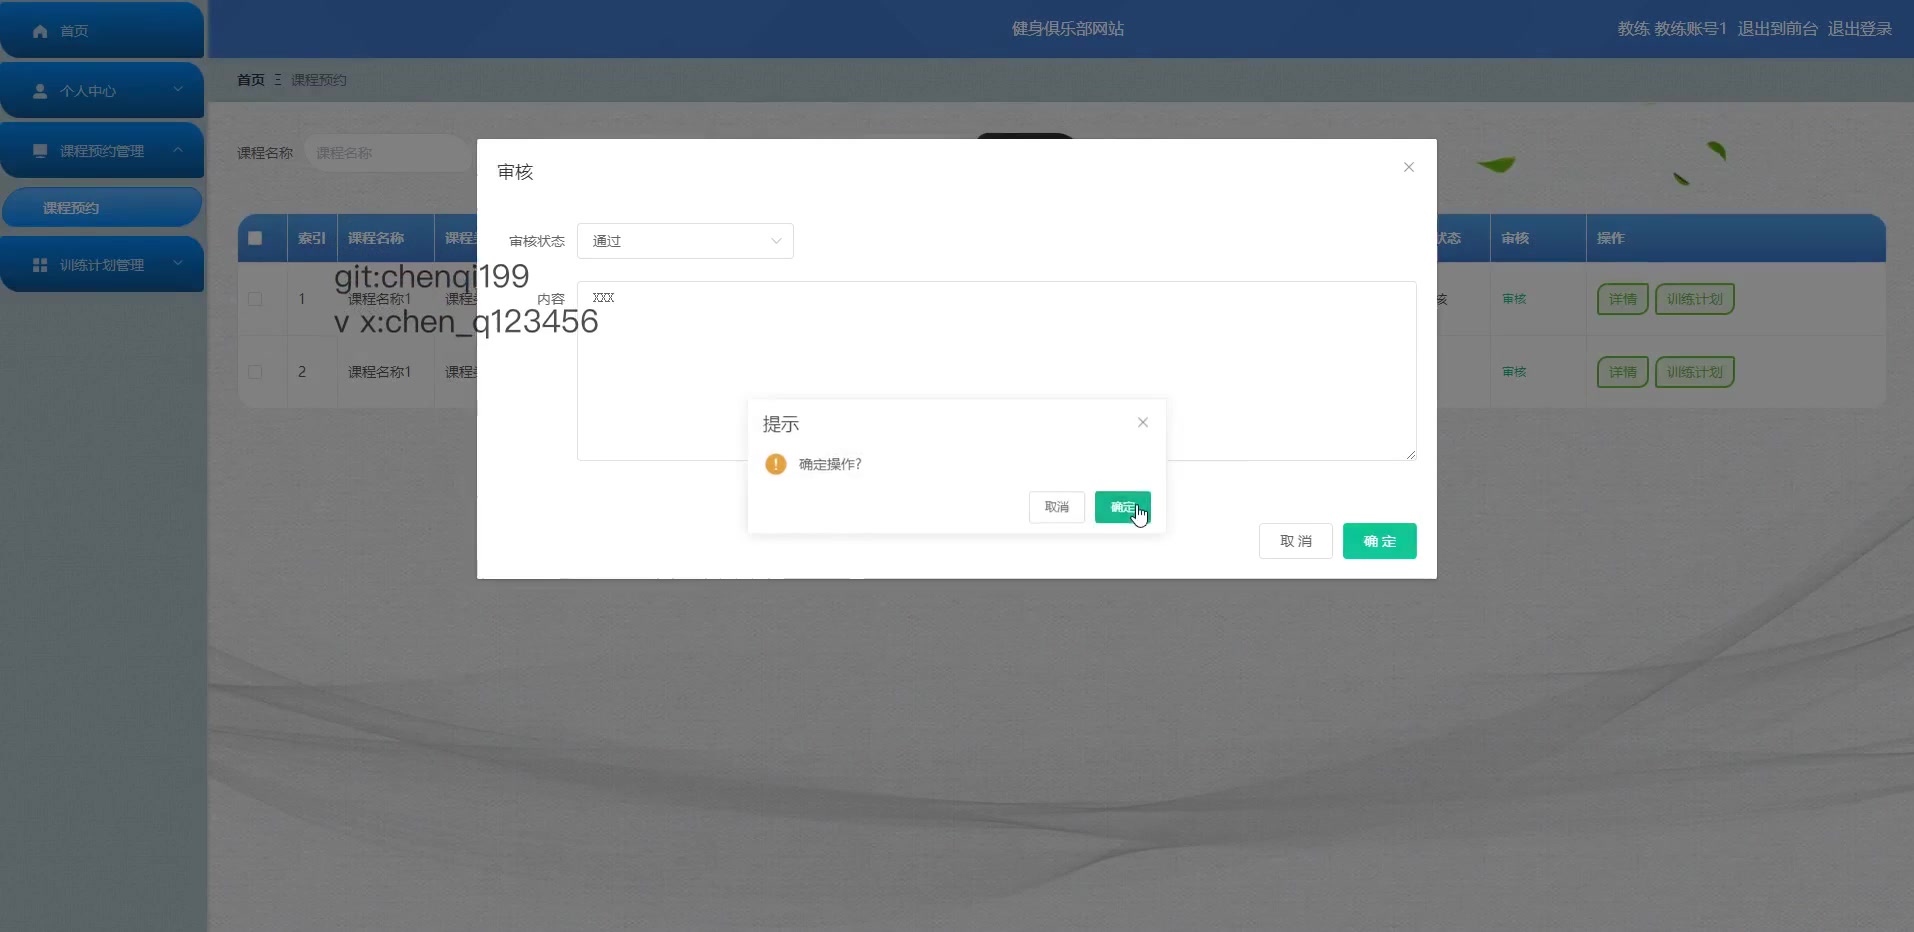 首页
健身俱乐部网站
教练 教练账号1 退出到前台 退出登录
个人中心
首页 Ξ 课程预约
课程预约管理
课程名称 课程名称
审核
课程预约
索引 课程名称 课程 状态 审核 操作
审核状态 通过
训练计划管理
git:chenqi199
1 课程名称1 课程 核 审核 详情 训练计划
内容 XXX
v x:chen_q123456
2 课程名称1 课程 审核 详情 训练计划
提示
确定操作?
取消 确定
取 消 确 定